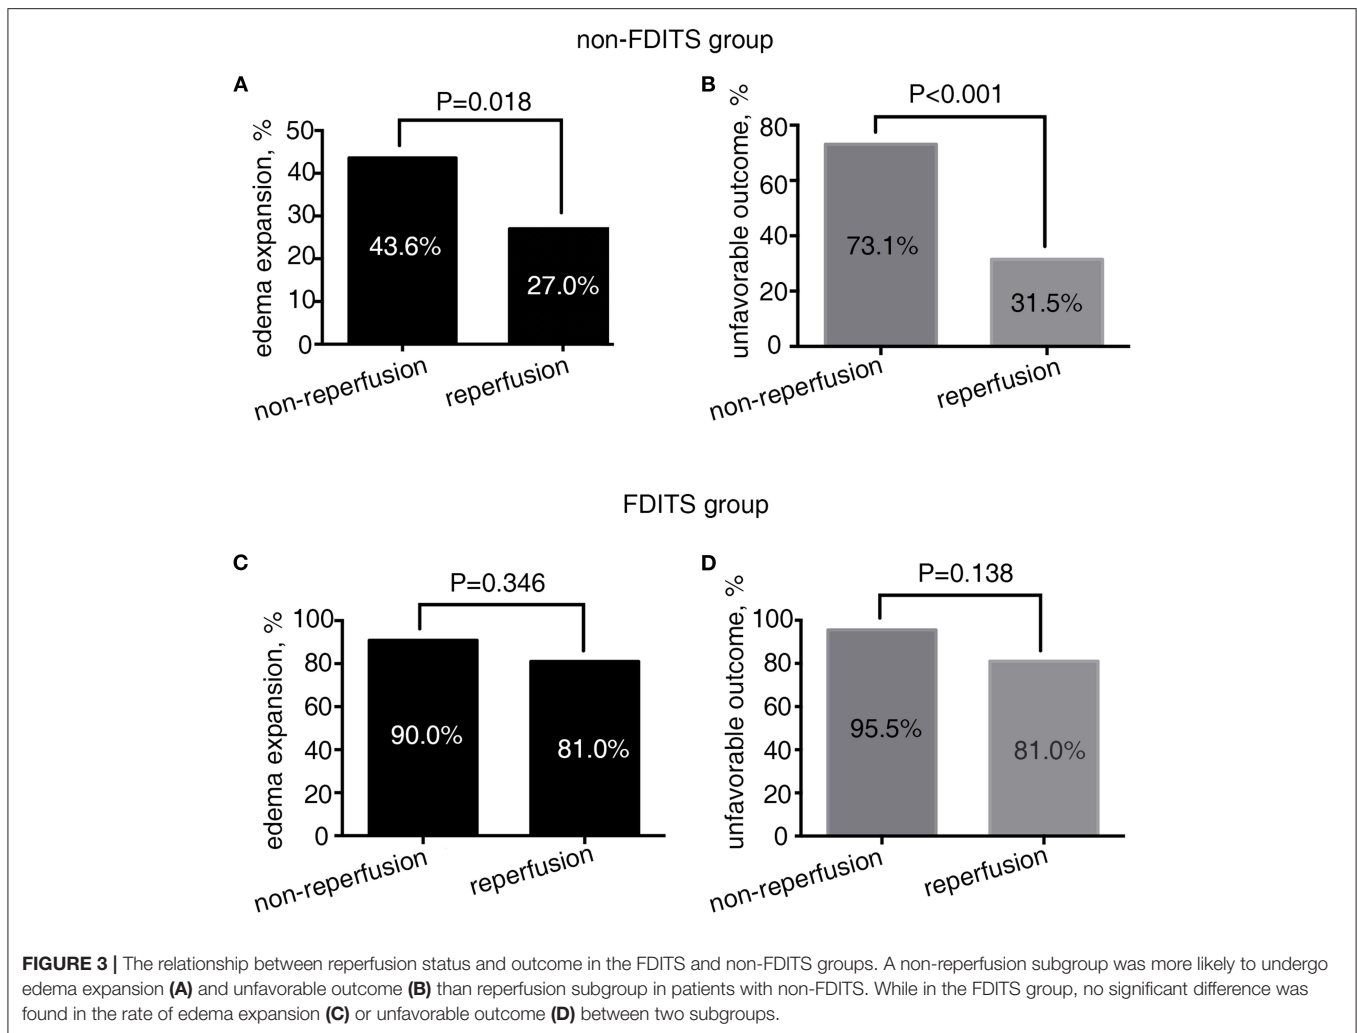 non-FDITS group
A
P=0.018
edema expansion, %
50
40
30
20
10
0
43.6%
27.0%
non-reperfusion
reperfusion
B
P<0.001
unfavorable outcome, %
80
60
40
20
0
73.1%
31.5%
non-reperfusion
reperfusion
FDITS group
C
P=0.346
edema expansion, %
100
80
60
40
20
0
90.0%
81.0%
non-reperfusion
reperfusion
D
P=0.138
unfavorable outcome, %
100
80
60
40
20
0
95.5%
81.0%
non-reperfusion
reperfusion
FIGURE 3 | The relationship between reperfusion status and outcome in the FDITS and non-FDITS groups. A non-reperfusion subgroup was more likely to undergo
edema expansion (A) and unfavorable outcome (B) than reperfusion subgroup in patients with non-FDITS. While in the FDITS group, no significant difference was
found in the rate of edema expansion (C) or unfavorable outcome (D) between two subgroups.